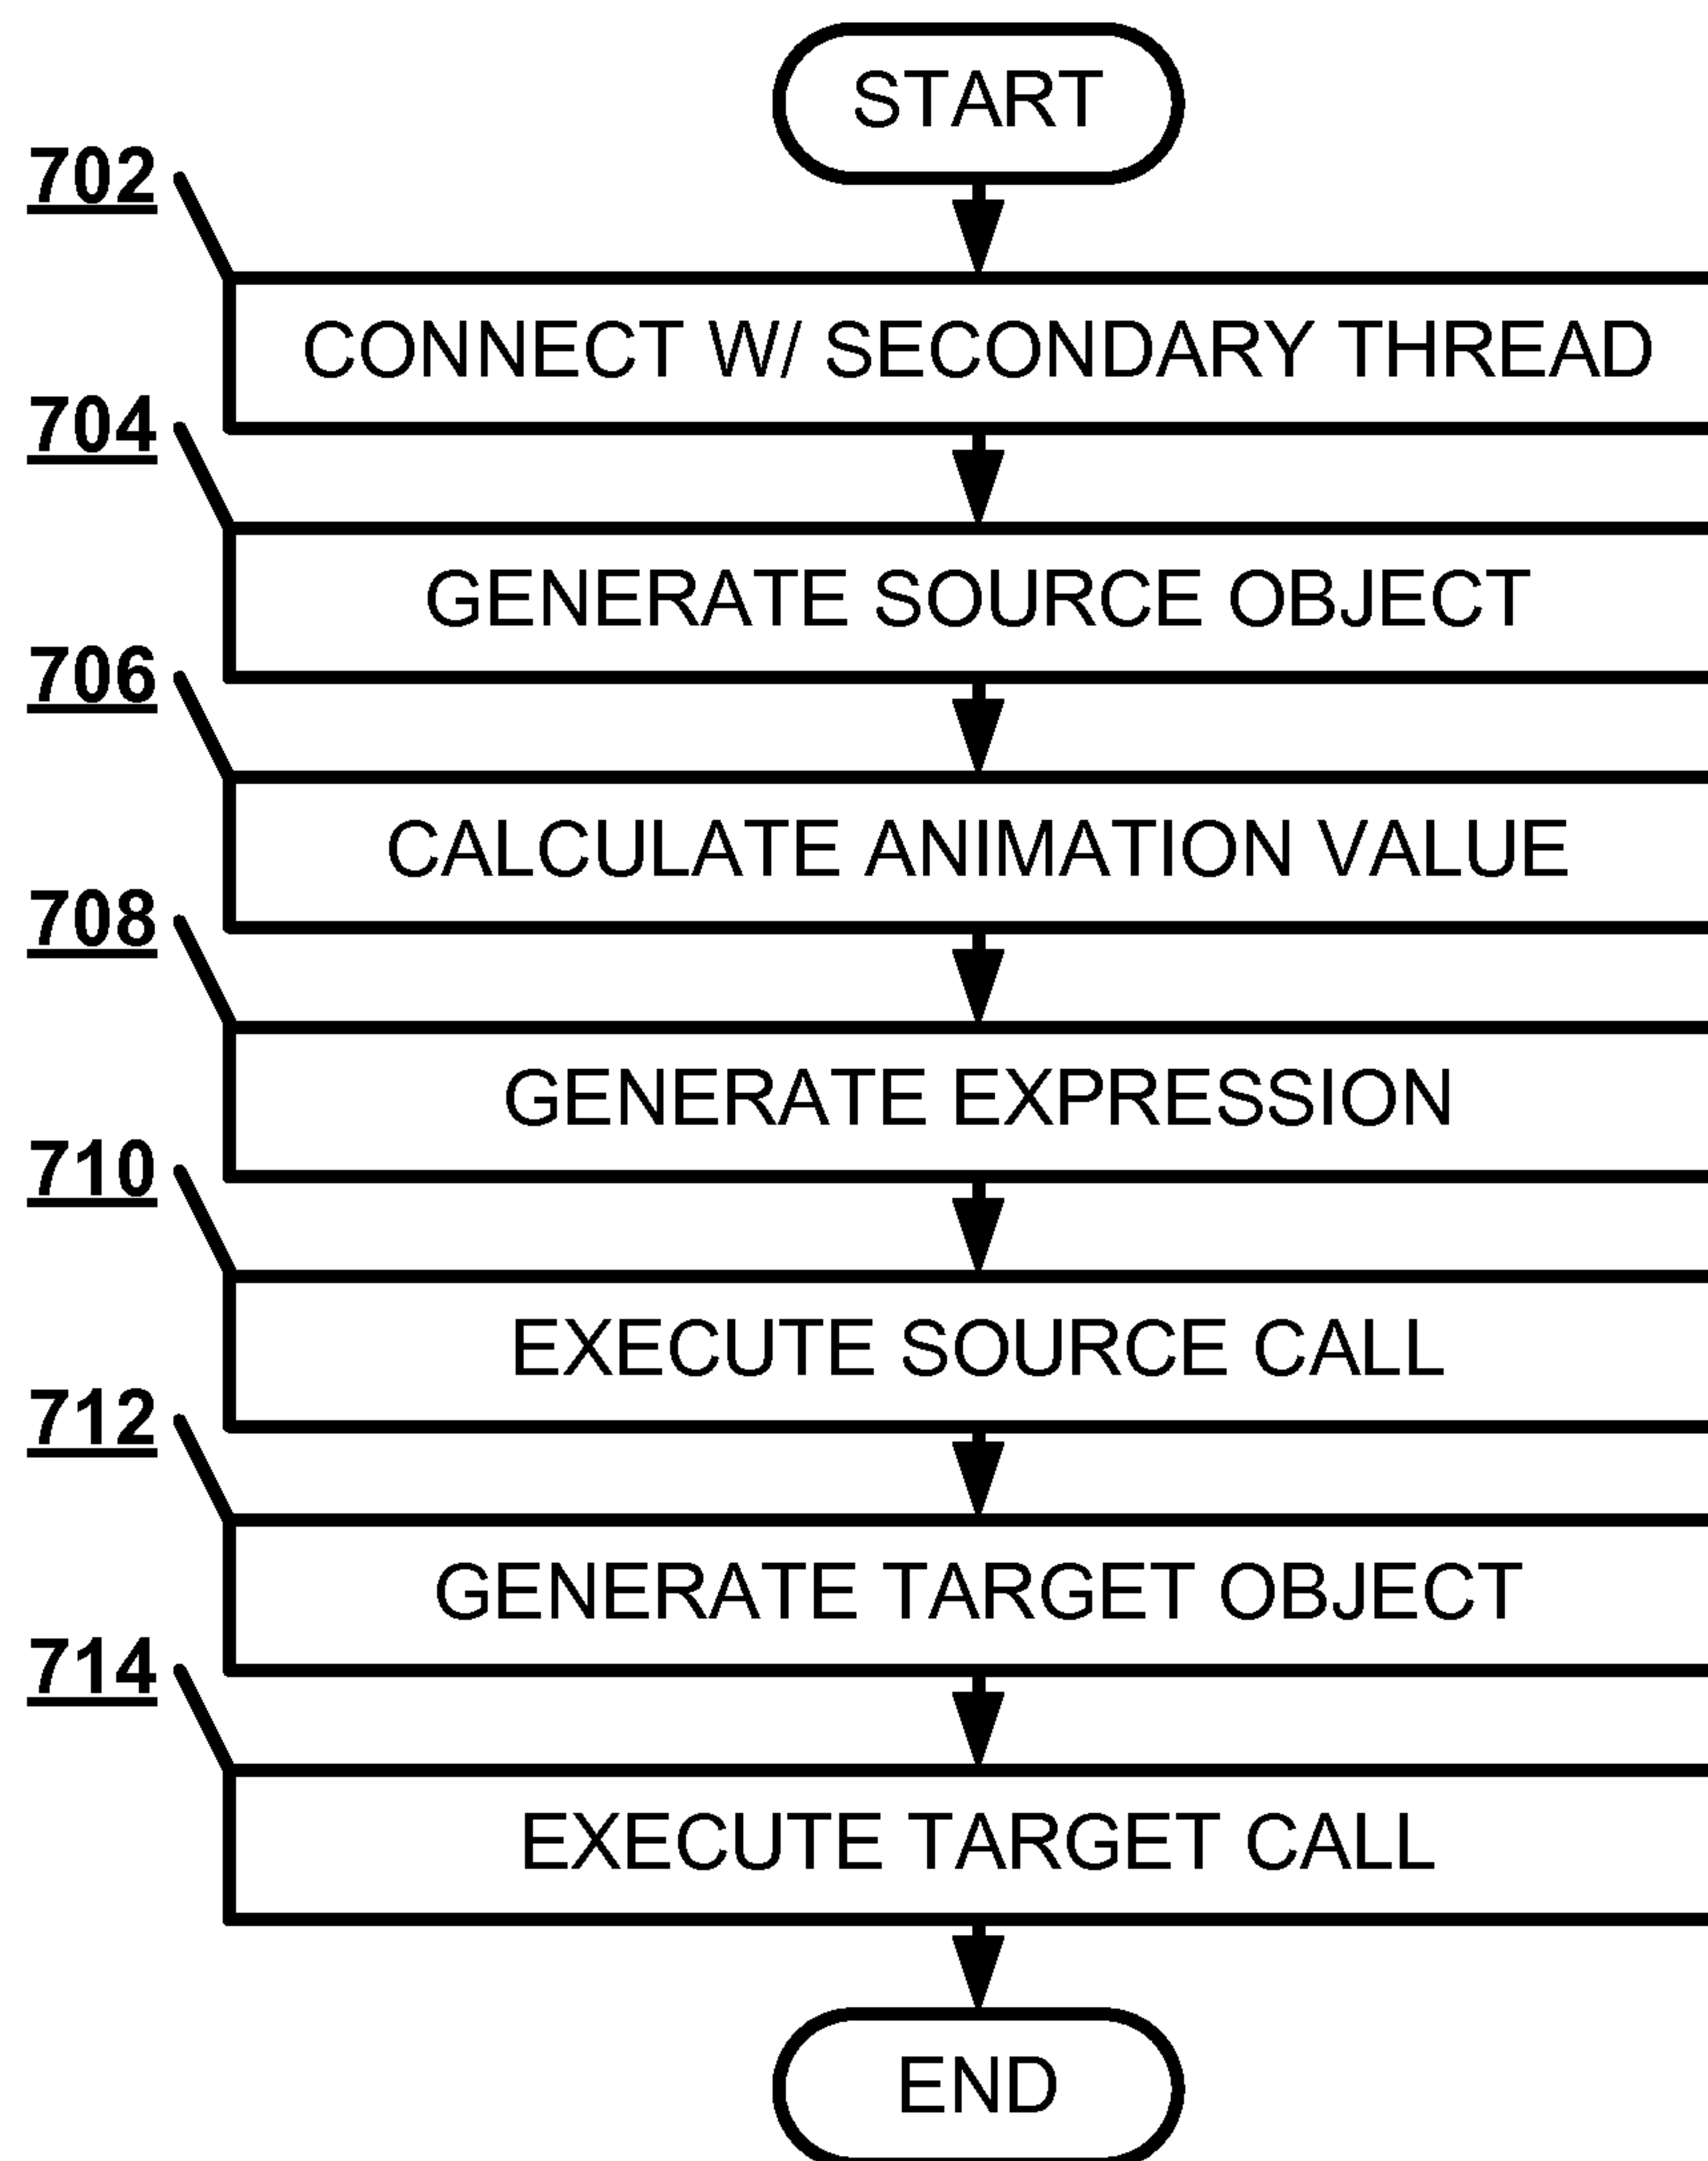 START
702
CONNECT W/ SECONDARY THREAD
704
GENERATE SOURCE OBJECT
706
CALCULATE ANIMATION VALUE
708
GENERATE EXPRESSION
710
EXECUTE SOURCE CALL
712
GENERATE TARGET OBJECT
714
EXECUTE TARGET CALL
END